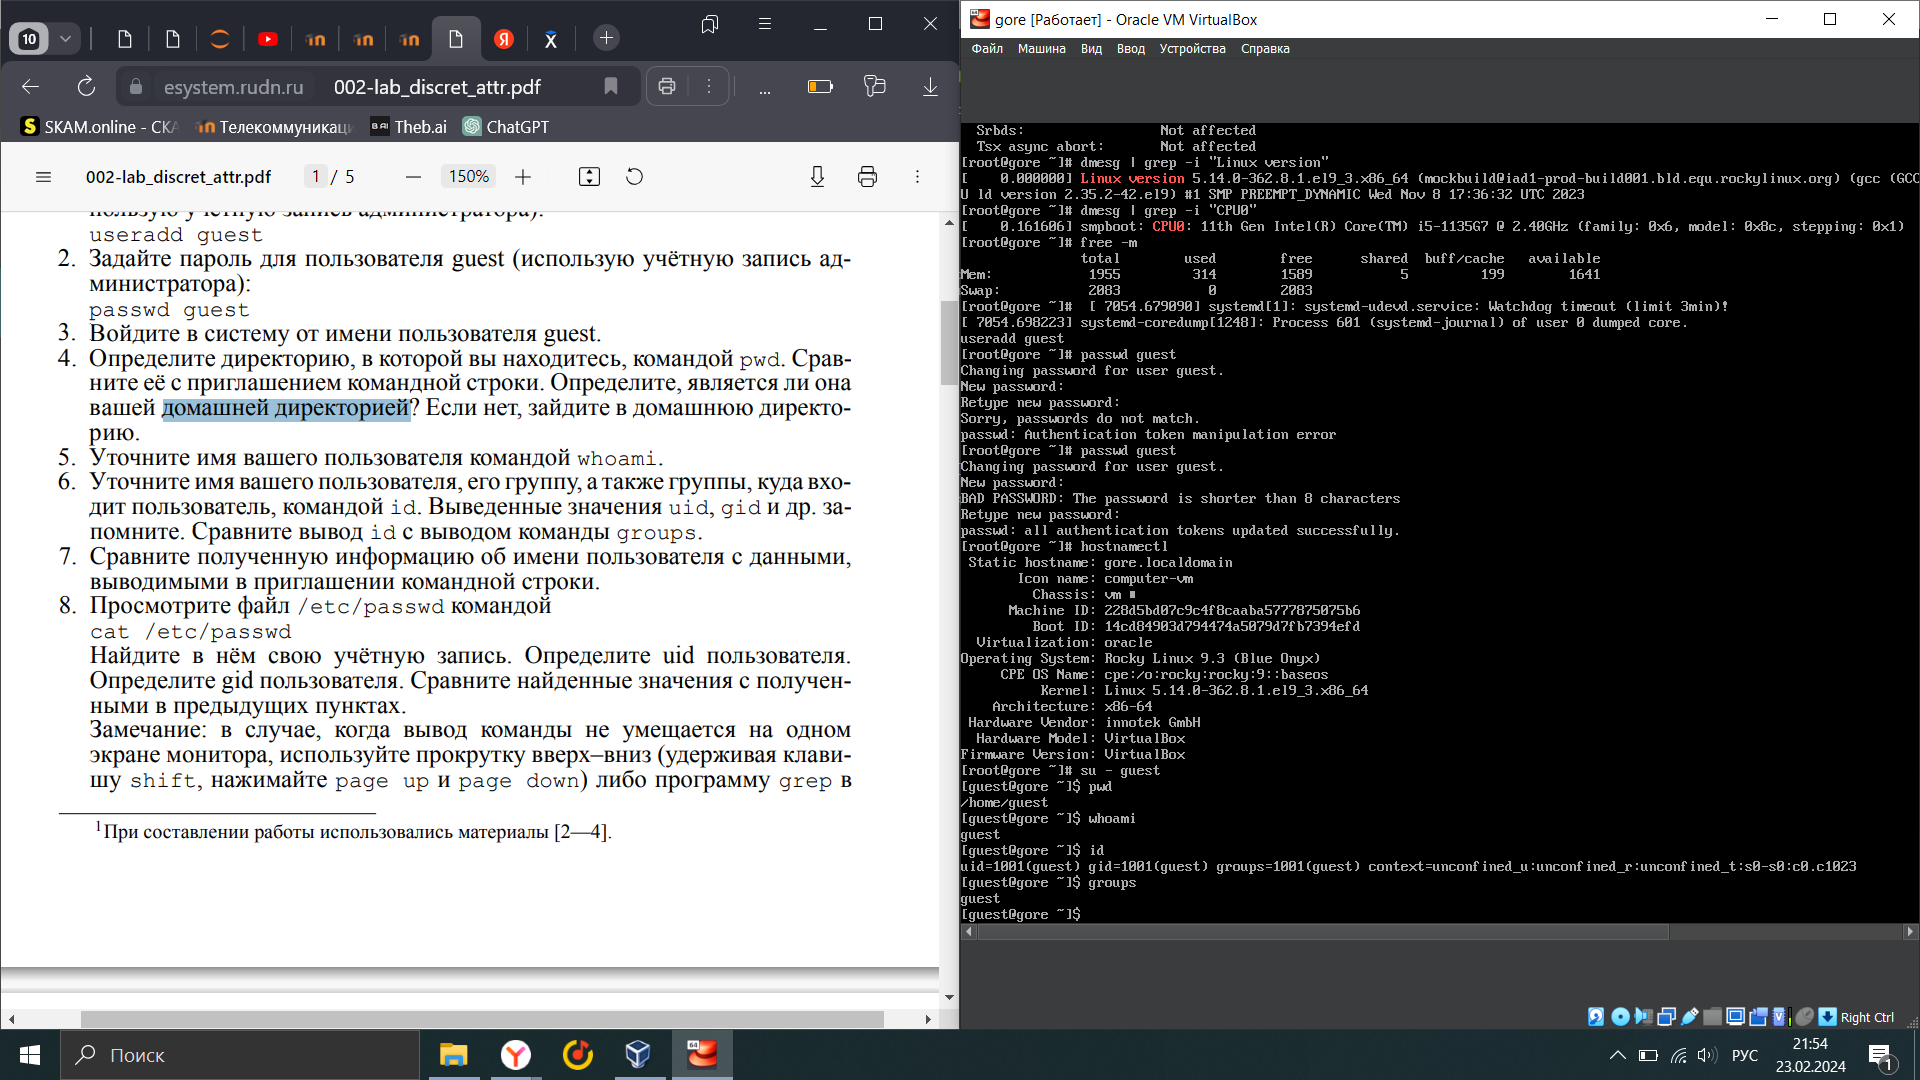 10
esystem.rudn.ru 002-lab_discret_attr.pdf
...
SKAM.online - СКА
Телекоммуникац
Theb.ai
ChatGPT
002-lab_discret_attr.pdf
1 / 5
150%
пользую учётную запись администратора):
useradd guest
2. Задайте пароль для пользователя guest (использую учётную запись ад-
министратора):
passwd guest
3. Войдите в систему от имени пользователя guest.
4. Определите директорию, в которой вы находитесь, командой pwd. Срав-
ните её с приглашением командной строки. Определите, является ли она
вашей домашней директорией? Если нет, зайдите в домашнюю директо-
рию.
5. Уточните имя вашего пользователя командой whoami.
6. Уточните имя вашего пользователя, его группу, а также группы, куда вхо-
дит пользователь, командой id. Выведенные значения uid, gid и др. за-
помните. Сравните вывод id с выводом команды groups.
7. Сравните полученную информацию об имени пользователя с данными,
выводимыми в приглашении командной строки.
8. Просмотрите файл /etc/passwd командой
cat /etc/passwd
Найдите в нём свою учётную запись. Определите uid пользователя.
Определите gid пользователя. Сравните найденные значения с получен-
ными в предыдущих пунктах.
Замечание: в случае, когда вывод команды не умещается на одном
экране монитора, используйте прокрутку вверх–вниз (удерживая клави-
шу shift, нажимайте page up и page down) либо программу grep в
1 При составлении работы использовались материалы [2—4].
gore [Работает] - Oracle VM VirtualBox
Файл Машина Вид Ввод Устройства Справка
Srbds: Not affected
Tsx async abort: Not affected
[root@gore ~]# dmesg | grep -i "Linux version"
[ 0.000000] Linux version 5.14.0-362.8.1.el9_3.x86_64 (mockbuild@iad1-prod-build001.bld.equ.rockylinux.org) (gcc (GCC
U ld version 2.35.2-42.el9) #1 SMP PREEMPT_DYNAMIC Wed Nov 8 17:36:32 UTC 2023
[root@gore ~]# dmesg | grep -i "CPU0"
[ 0.161606] smpboot: CPU0: 11th Gen Intel(R) Core(TM) i5-1135G7 @ 2.40GHz (family: 0x6, model: 0x8c, stepping: 0x1)
[root@gore ~]# free -m
total used free shared buff/cache available
Mem: 1955 314 1589 5 199 1641
Swap: 2083 0 2083
[root@gore ~]# [ 7054.679090] systemd[1]: systemd-udevd.service: Watchdog timeout (limit 3min)!
[ 7054.698223] systemd-coredump[1248]: Process 601 (systemd-journal) of user 0 dumped core.
useradd guest
[root@gore ~]# passwd guest
Changing password for user guest.
New password:
Retype new password:
Sorry, passwords do not match.
passwd: Authentication token manipulation error
[root@gore ~]# passwd guest
Changing password for user guest.
New password:
BAD PASSWORD: The password is shorter than 8 characters
Retype new password:
passwd: all authentication tokens updated successfully.
[root@gore ~]# hostnamectl
Static hostname: gore.localdomain
Icon name: computer-vm
Chassis: vm
Machine ID: 228d5bd07c9c4f8caaba5777875075b6
Boot ID: 14cd84903d794474a5079d7fb7394efd
Virtualization: oracle
Operating System: Rocky Linux 9.3 (Blue Onyx)
CPE OS Name: cpe:/o:rocky:rocky:9::baseos
Kernel: Linux 5.14.0-362.8.1.el9_3.x86_64
Architecture: x86-64
Hardware Vendor: innotek GmbH
Hardware Model: VirtualBox
Firmware Version: VirtualBox
[root@gore ~]# su - guest
[guest@gore ~]$ pwd
/home/guest
[guest@gore ~]$ whoami
guest
[guest@gore ~]$ id
uid=1001(guest) gid=1001(guest) groups=1001(guest) context=unconfined_u:unconfined_r:unconfined_t:s0-s0:c0.c1023
[guest@gore ~]$ groups
guest
[guest@gore ~]$
Right Ctrl
Поиск
РУС
21:54
23.02.2024
1